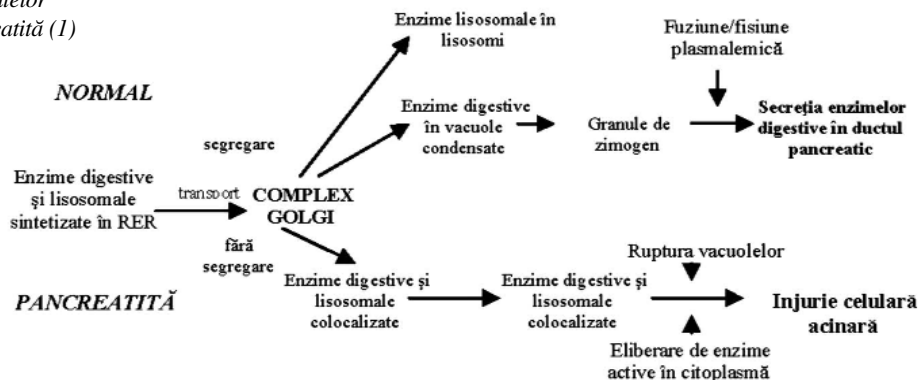 atită (1)
Enzime lisosomale în
lisosomi
Fuziune/fisiune
plasmalemică
NORMAL
segregare
Enzime digestive
în vacuole
condensate
Granule de
zimogen
Secreția enzimelor
digestive în ductul
pancreatic
Enzime digestive
și lisosomale
sintetizate în RER
transport
COMPLEX
GOLGI
fără
segregare
PANCREATITĂ
Enzime digestive și
lisosomale
colocalizate
Enzime digestive și
lisosomale
colocalizate
Ruptura vacuolelor
Eliberare de enzime
active în citoplasmă
Injurie celulară
acinară